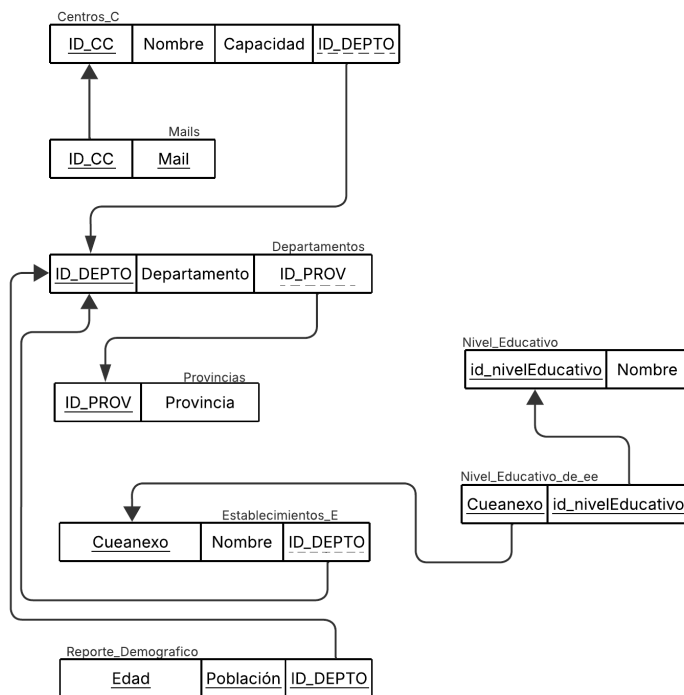 Centros_C
ID_CC Nombre Capacidad ID_DEPTO
Mails
ID_CC Mail
Departamentos
ID_DEPTO Departamento ID_PROV
Nivel_Educativo
id_nivelEducativo Nombre
Provincias
ID_PROV Provincia
Nivel_Educativo_de_ee
Cueanexo id_nivelEducativo
Establecimientos_E
Cueanexo Nombre ID_DEPTO
Reporte_Demografico
Edad Población ID_DEPTO